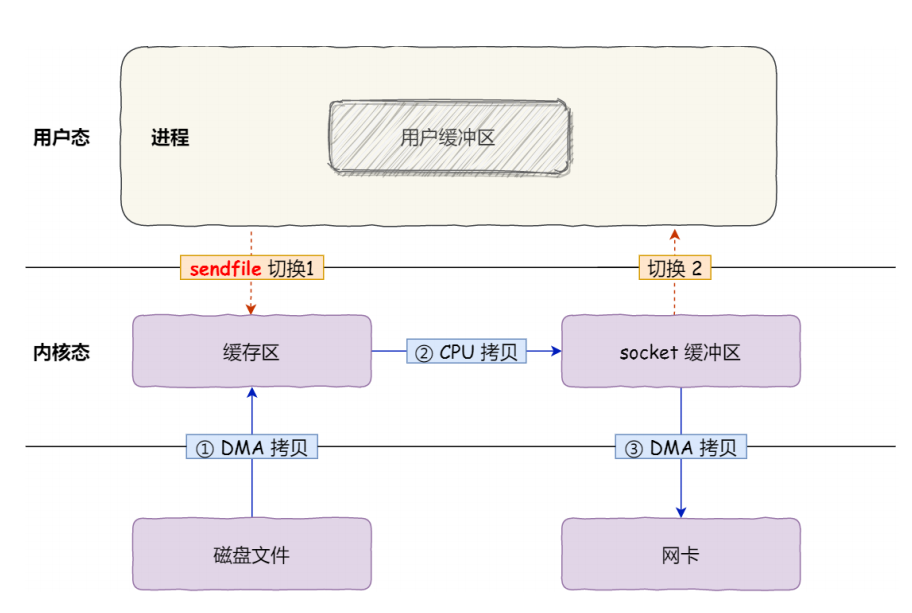 用户态
进程
用户缓冲区
sendfile 切换1
切换 2
内核态
缓存区
② CPU 拷贝
socket 缓冲区
① DMA 拷贝
③ DMA 拷贝
磁盘文件
网卡